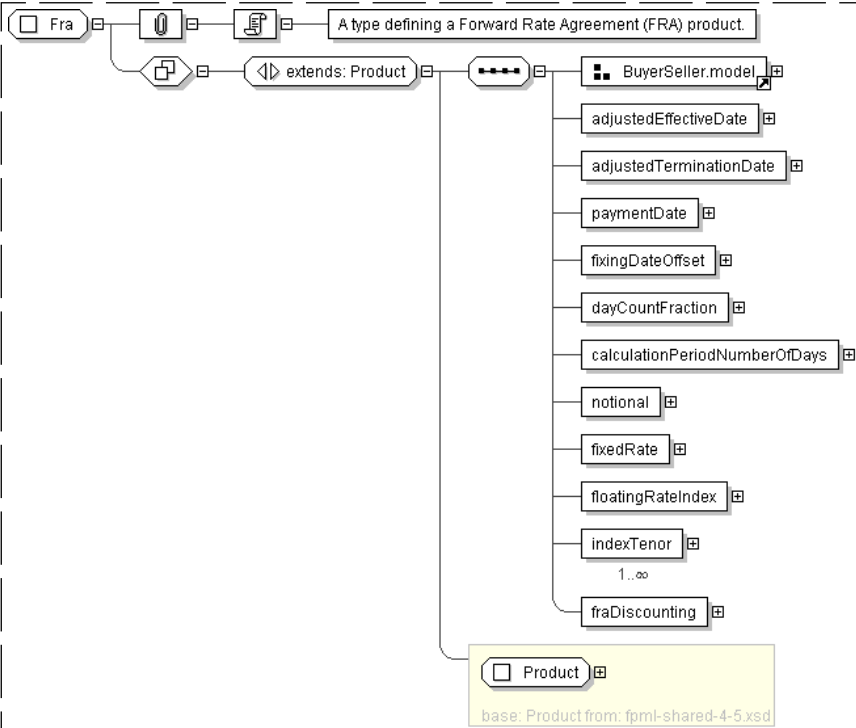 Fra
A type defining a Forward Rate Agreement (FRA) product.
extends: Product
BuyerSeller.model
adjustedEffectiveDate
adjustedTerminationDate
paymentDate
fixingDateOffset
dayCountFraction
calculationPeriodNumberOfDays
notional
fixedRate
floatingRateIndex
indexTenor
1..∞
fraDiscounting
Product
base: Product from: fpml-shared-4-5.xsd